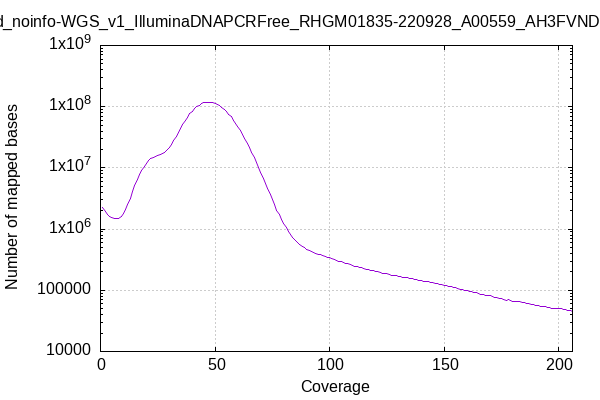 d_noinfo-WGS_v1_IlluminaDNAPCRFree_RHGM01835-220928_A00559_AH3FVND
1x10⁹
1x10⁸
1x10⁷
1x10⁶
100000
10000
Number of mapped bases
0 50 100 150 200
Coverage